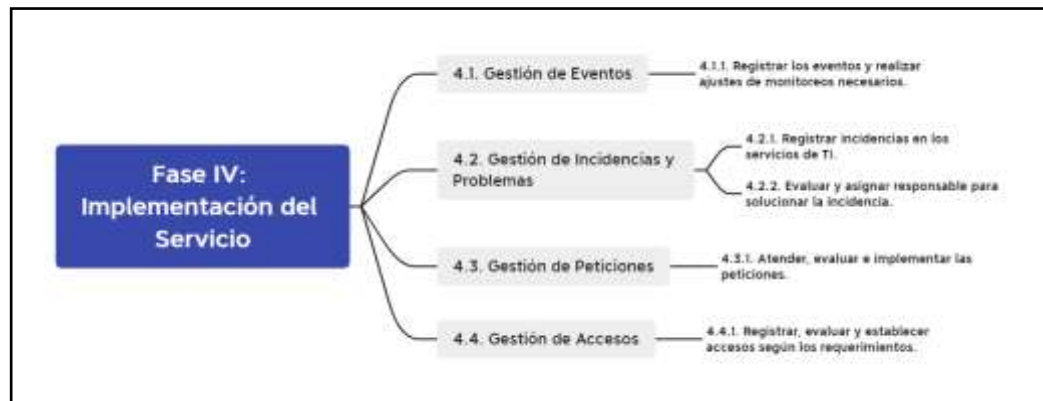 Fase IV:
Implementación del
Servicio
4.1. Gestión de Eventos
4.1.1. Registrar los eventos y realizar
ajustes de monitoreos necesarios.
4.2. Gestión de Incidencias y
Problemas
4.2.1. Registrar incidencias en los
servicios de TI.
4.2.2. Evaluar y asignar responsable para
solucionar la incidencia.
4.3. Gestión de Peticiones
4.3.1. Atender, evaluar e implementar las
peticiones.
4.4. Gestión de Accesos
4.4.1. Registrar, evaluar y establecer
accesos según los requerimientos.